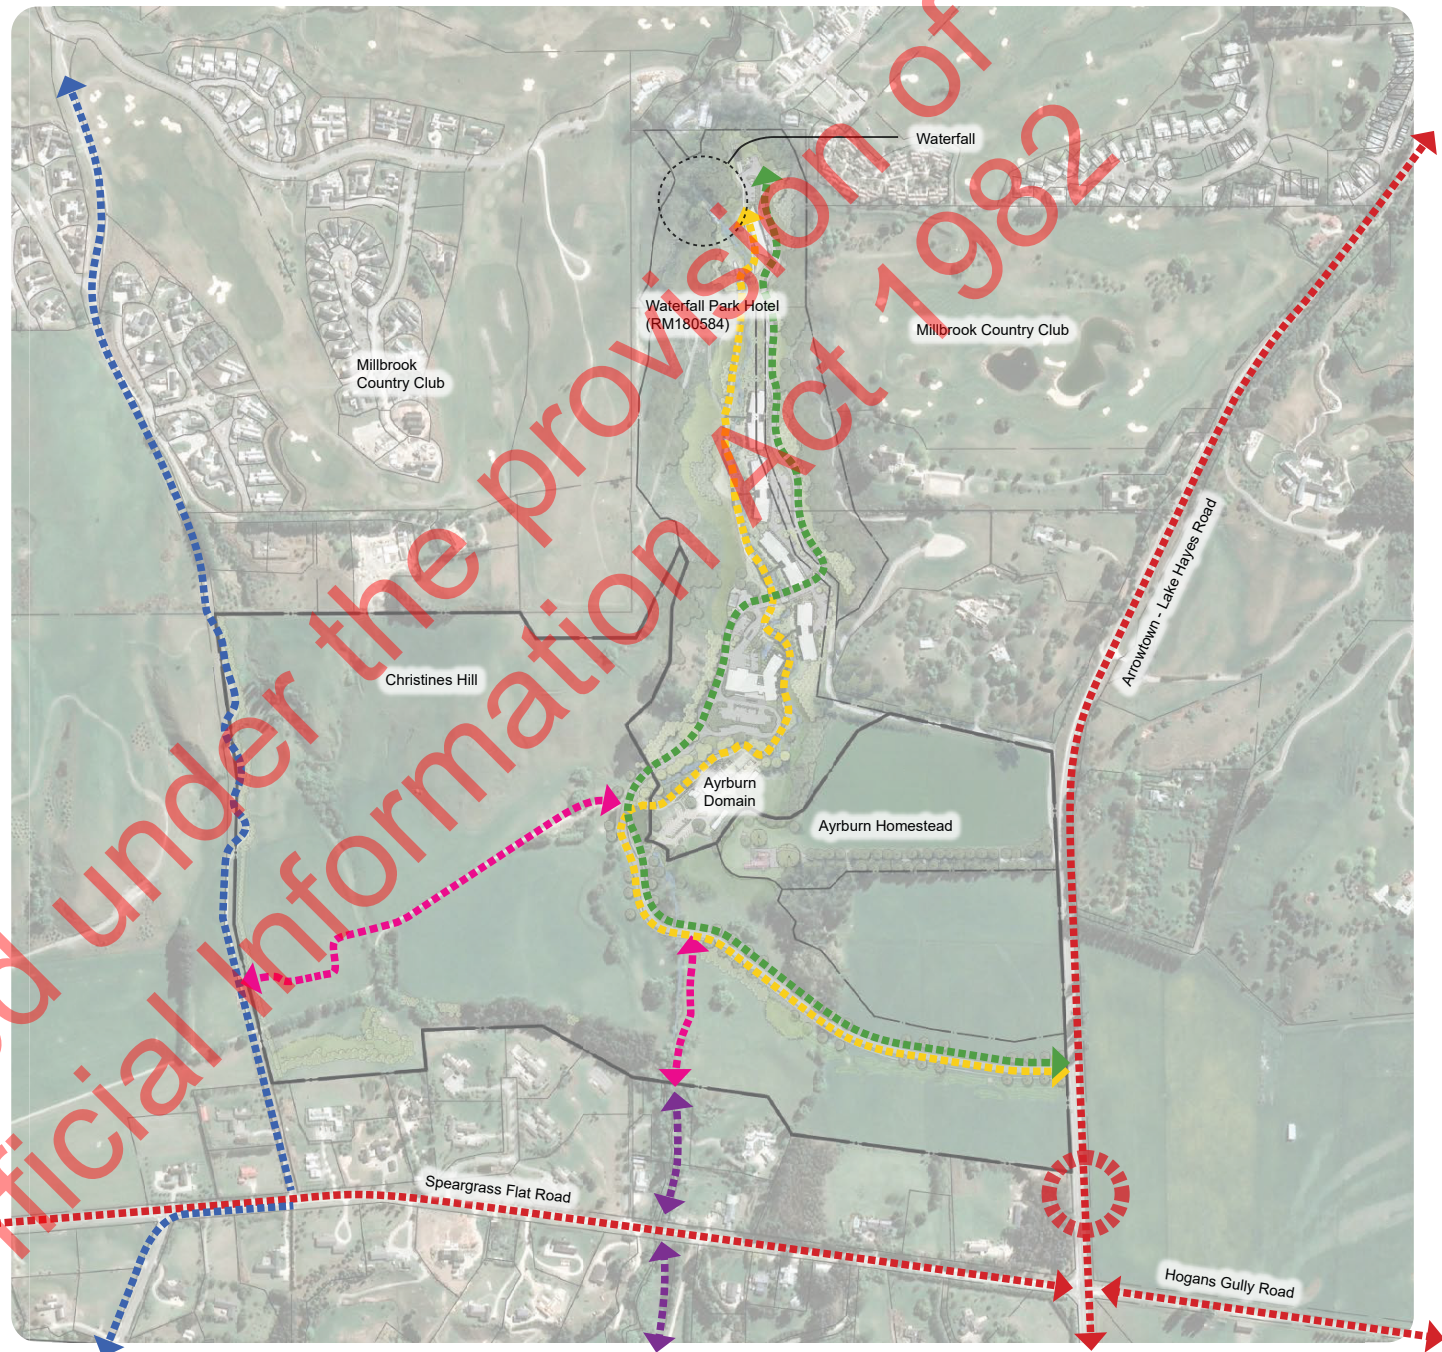 Waterfall
Waterfall Park Hotel
(RM180584)
Millbrook Country Club
Millbrook
Country Club
Arrowtown - Lake Hayes Road
Christines Hill
Ayrburn
Domain
Ayrburn Homestead
Speargrass Flat Road
Hogans Gully Road
d under the provision of
ficial Information Act 1982